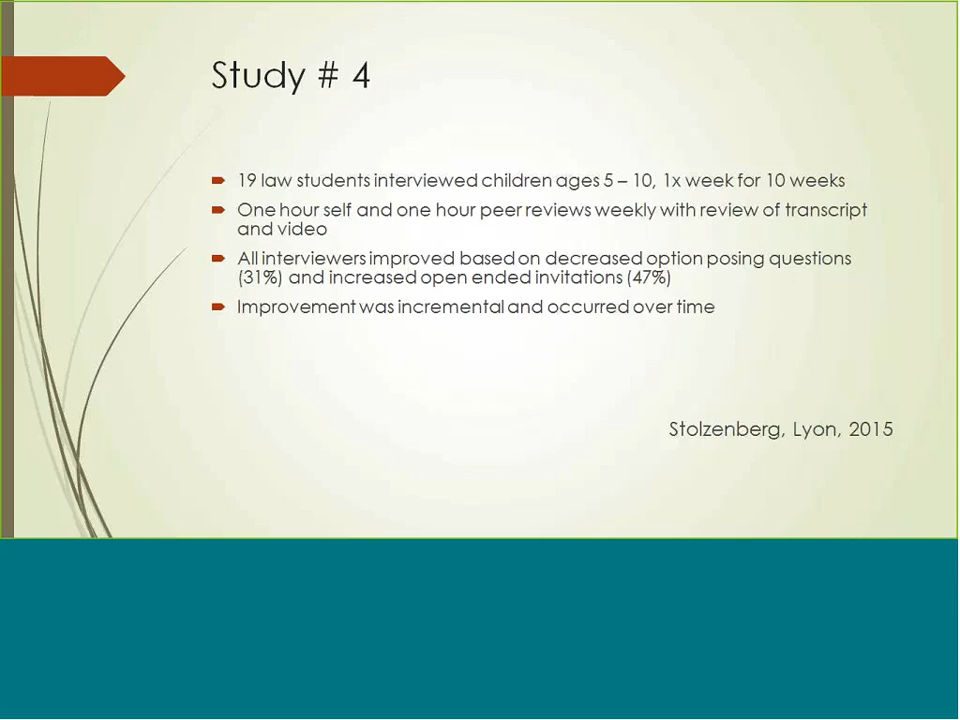 Study # 4
19 law students interviewed children ages 5 – 10, 1x week for 10 weeks
One hour self and one hour peer reviews weekly with review of transcript
and video
All interviewers improved based on decreased option posing questions
(31%) and increased open ended invitations (47%)
Improvement was incremental and occurred over time
Stolzenberg, Lyon, 2015